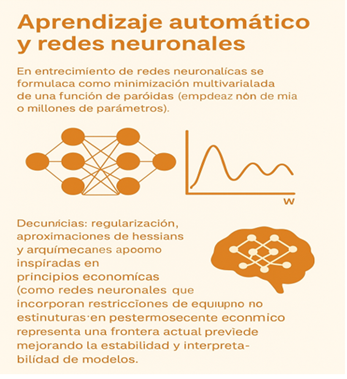 Aprendizaje automático
y redes neuronales
En entrecimiento de redes neuronalícas se
formulaca como minimización multivarialada
de una función de paróidas (empdeaz nón de mia
o millones de parámetros).
w
Decunicias: regularización,
aproximaciones de hessians
y arquímecanes apoomo
inspiradas en
principios economícas
(como redes neuronales que
incorporan restricciones de equupno no
estinuturas en pestermosecente econmico
representa una frontera actual previede
mejorando la estabilidad y interpreta-
bilidad de modelos.